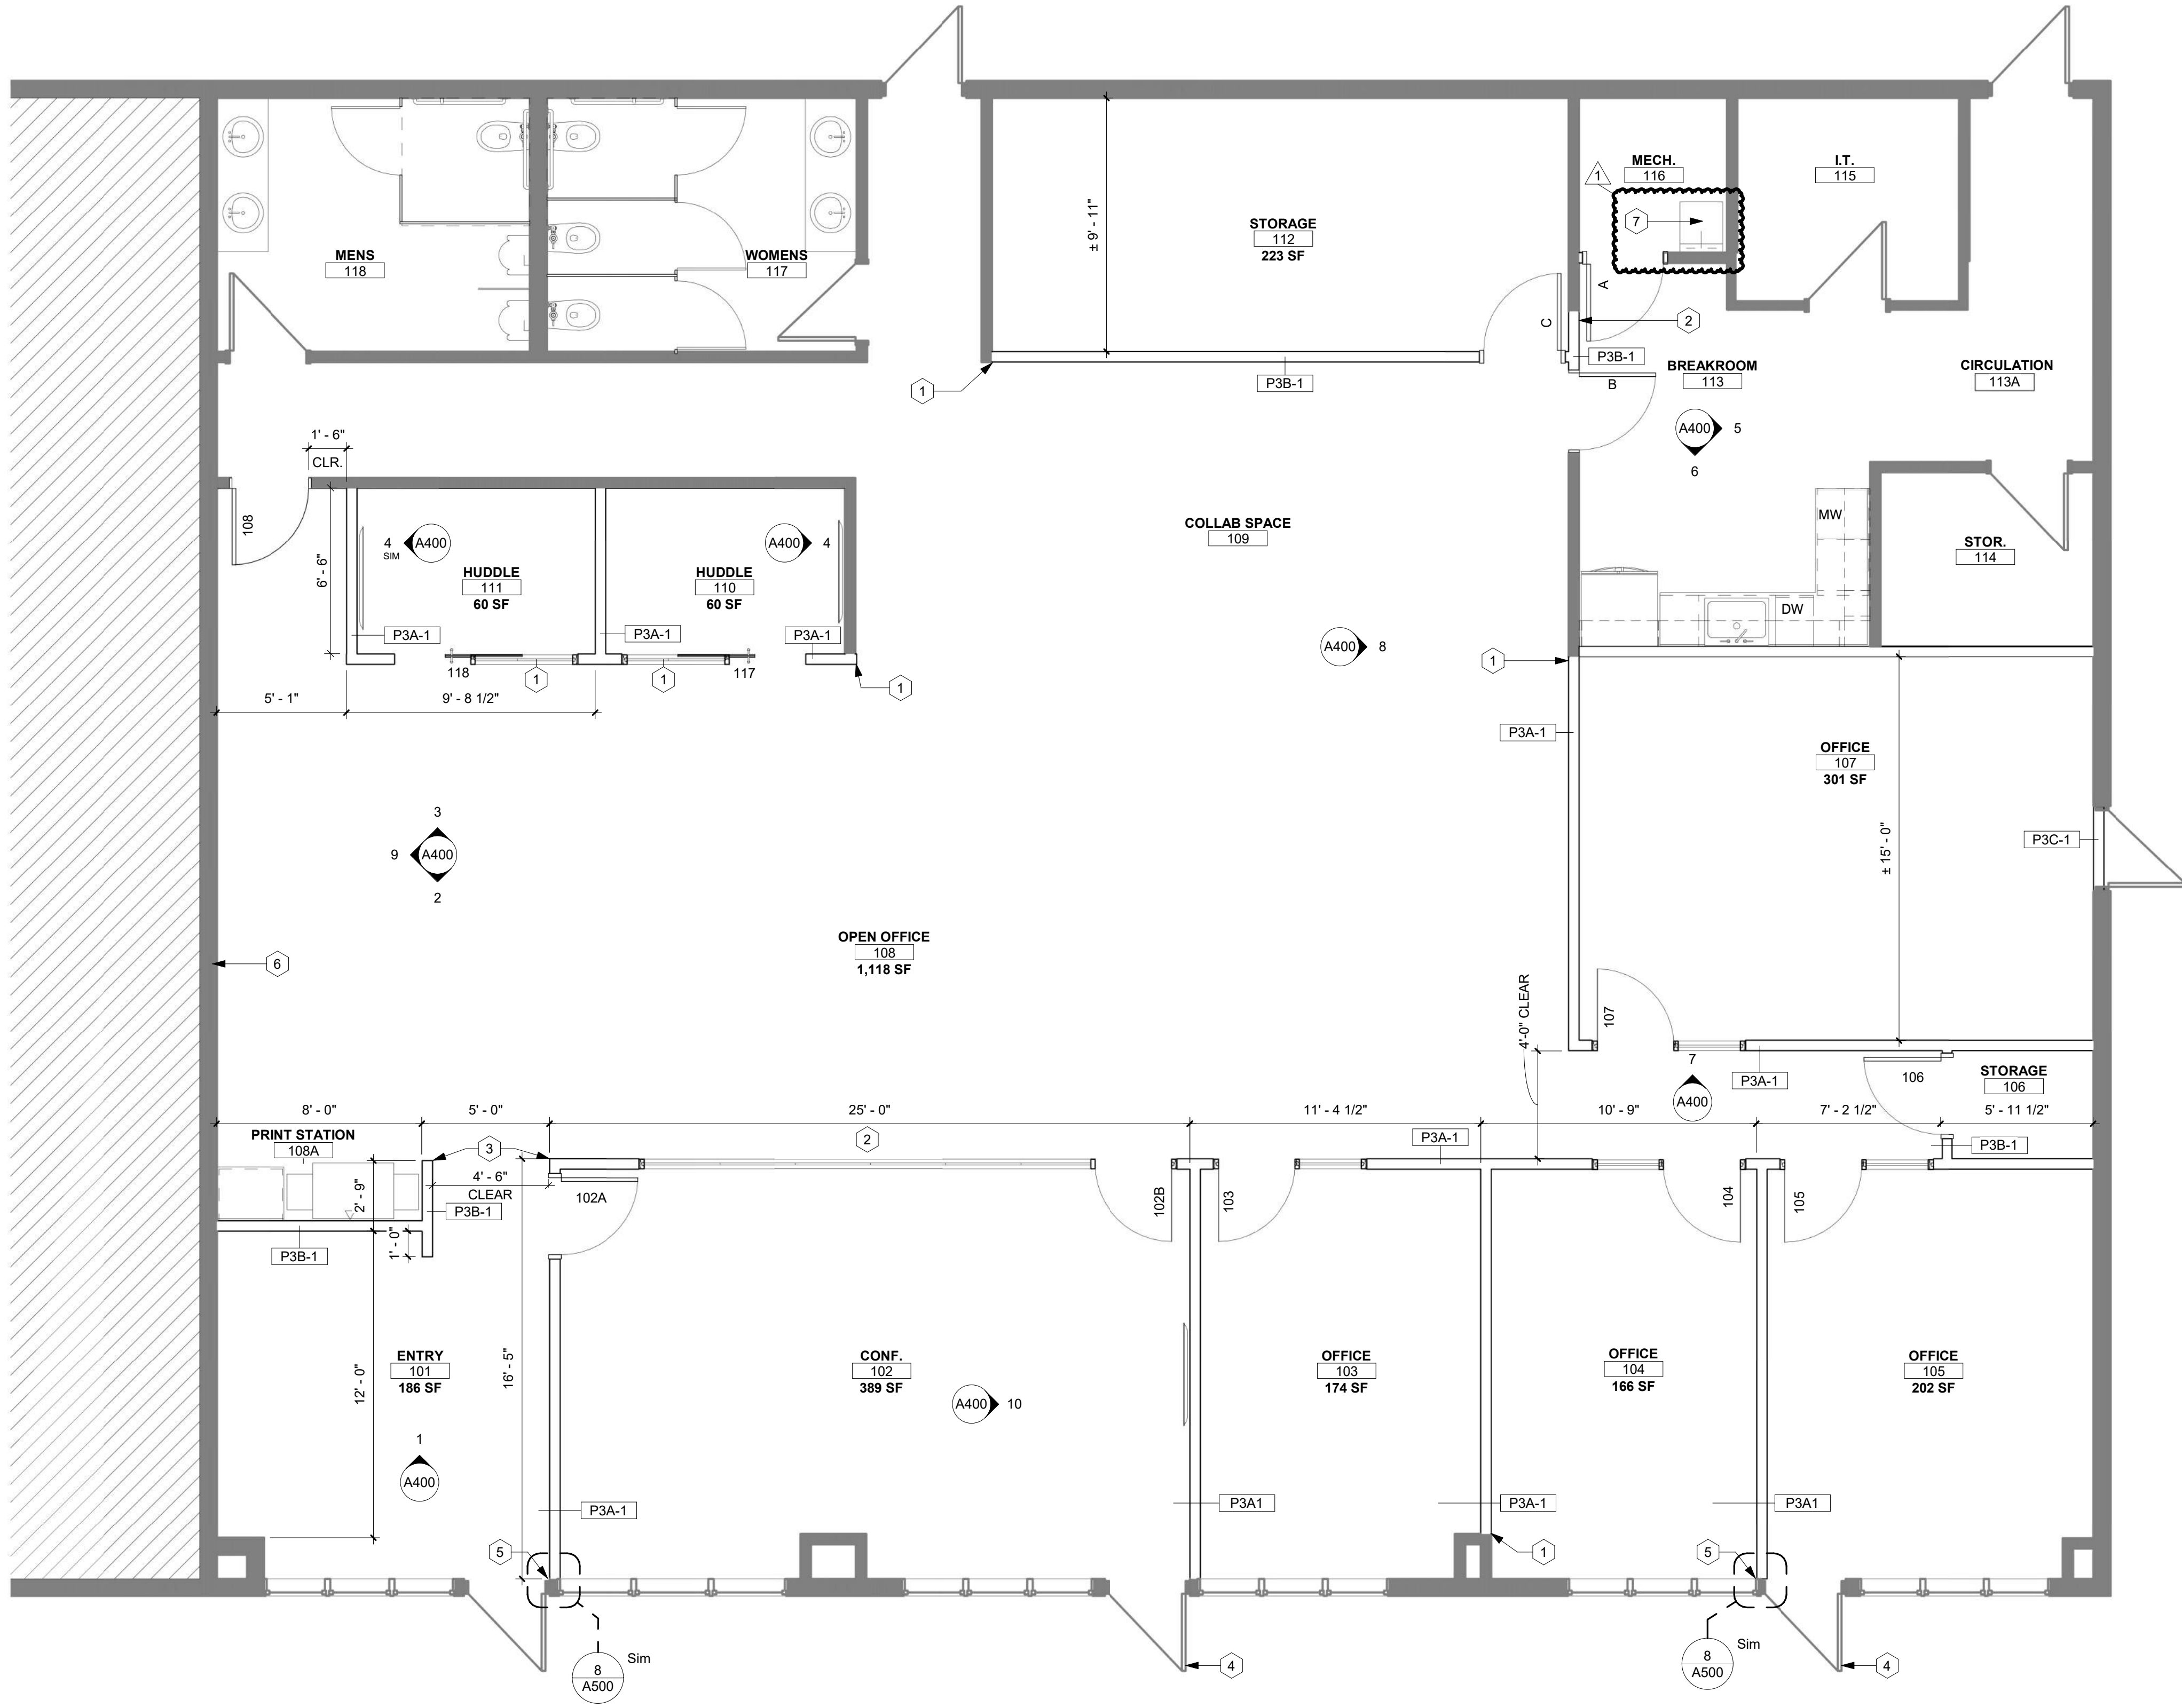 MECH.
116
1
I.T.
115
7
STORAGE
112
223 SF
± 9' - 11"
MENS
118
WOMENS
117
A
C
2
P3B-1
B
BREAKROOM
113
CIRCULATION
113A
1
P3B-1
A400
5
6
1' - 6"
CLR.
108
6' - 6"
4
SIM
A400
HUDDLE
111
60 SF
A400
4
HUDDLE
110
60 SF
COLLAB SPACE
109
MW
DW
STOR.
114
P3A-1
P3A-1
P3A-1
118
1
1
117
1
A400
8
1
5' - 1"
9' - 8 1/2"
P3A-1
OFFICE
107
301 SF
± 15' - 0"
P3C-1
3
9
A400
2
OPEN OFFICE
108
1,118 SF
6
4'-0" CLEAR
107
7
A400
P3A-1
106
STORAGE
106
8' - 0"
5' - 0"
25' - 0"
11' - 4 1/2"
10' - 9"
7' - 2 1/2"
5' - 11 1/2"
PRINT STATION
108A
3
2
P3A-1
P3B-1
2' - 9"
4' - 6"
CLEAR
P3B-1
102A
102B
103
104
105
1' - 0"
P3B-1
12' - 0"
16' - 5"
ENTRY
101
186 SF
CONF.
102
389 SF
OFFICE
103
174 SF
OFFICE
104
166 SF
OFFICE
105
202 SF
A400
10
1
A400
P3A-1
P3A1
P3A-1
P3A1
5
1
5
8
A500
Sim
4
8
A500
Sim
4